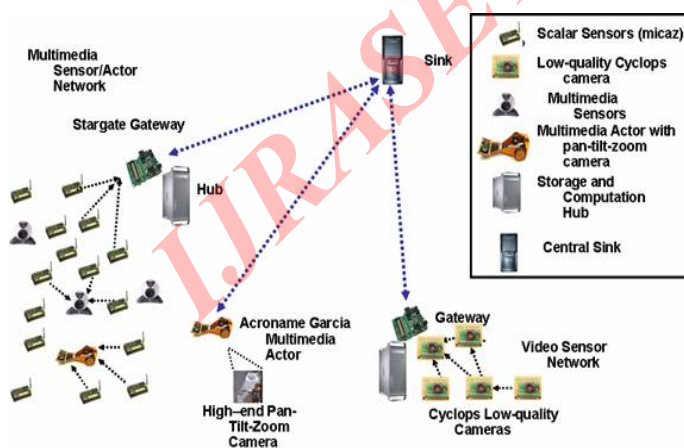 Multimedia
Sensor/Actor
Network
Stargate Gateway
Hub
Sink
Acroname Garcia
Multimedia
Actor
High–end Pan-
Tilt-Zoom
Camera
Gateway
Video Sensor
Network
Cyclops Low-quality
Cameras
Scalar Sensors (micaz)
Low-quality Cyclops
camera
Multimedia
Sensors
Multimedia Actor with
pan-tilt-zoom
camera
Storage and
Computation
Hub
Central Sink
IJRASE